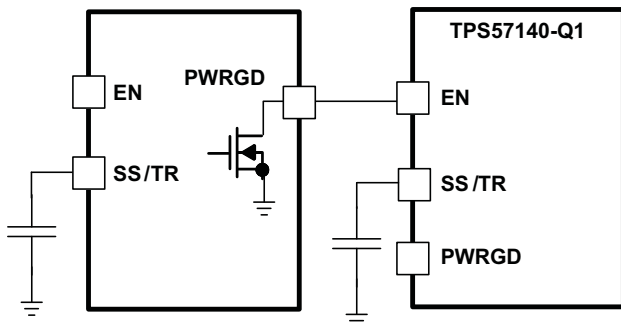 TPS57140-Q1
PWRGD
EN
EN
SS/TR
SS/TR
PWRGD